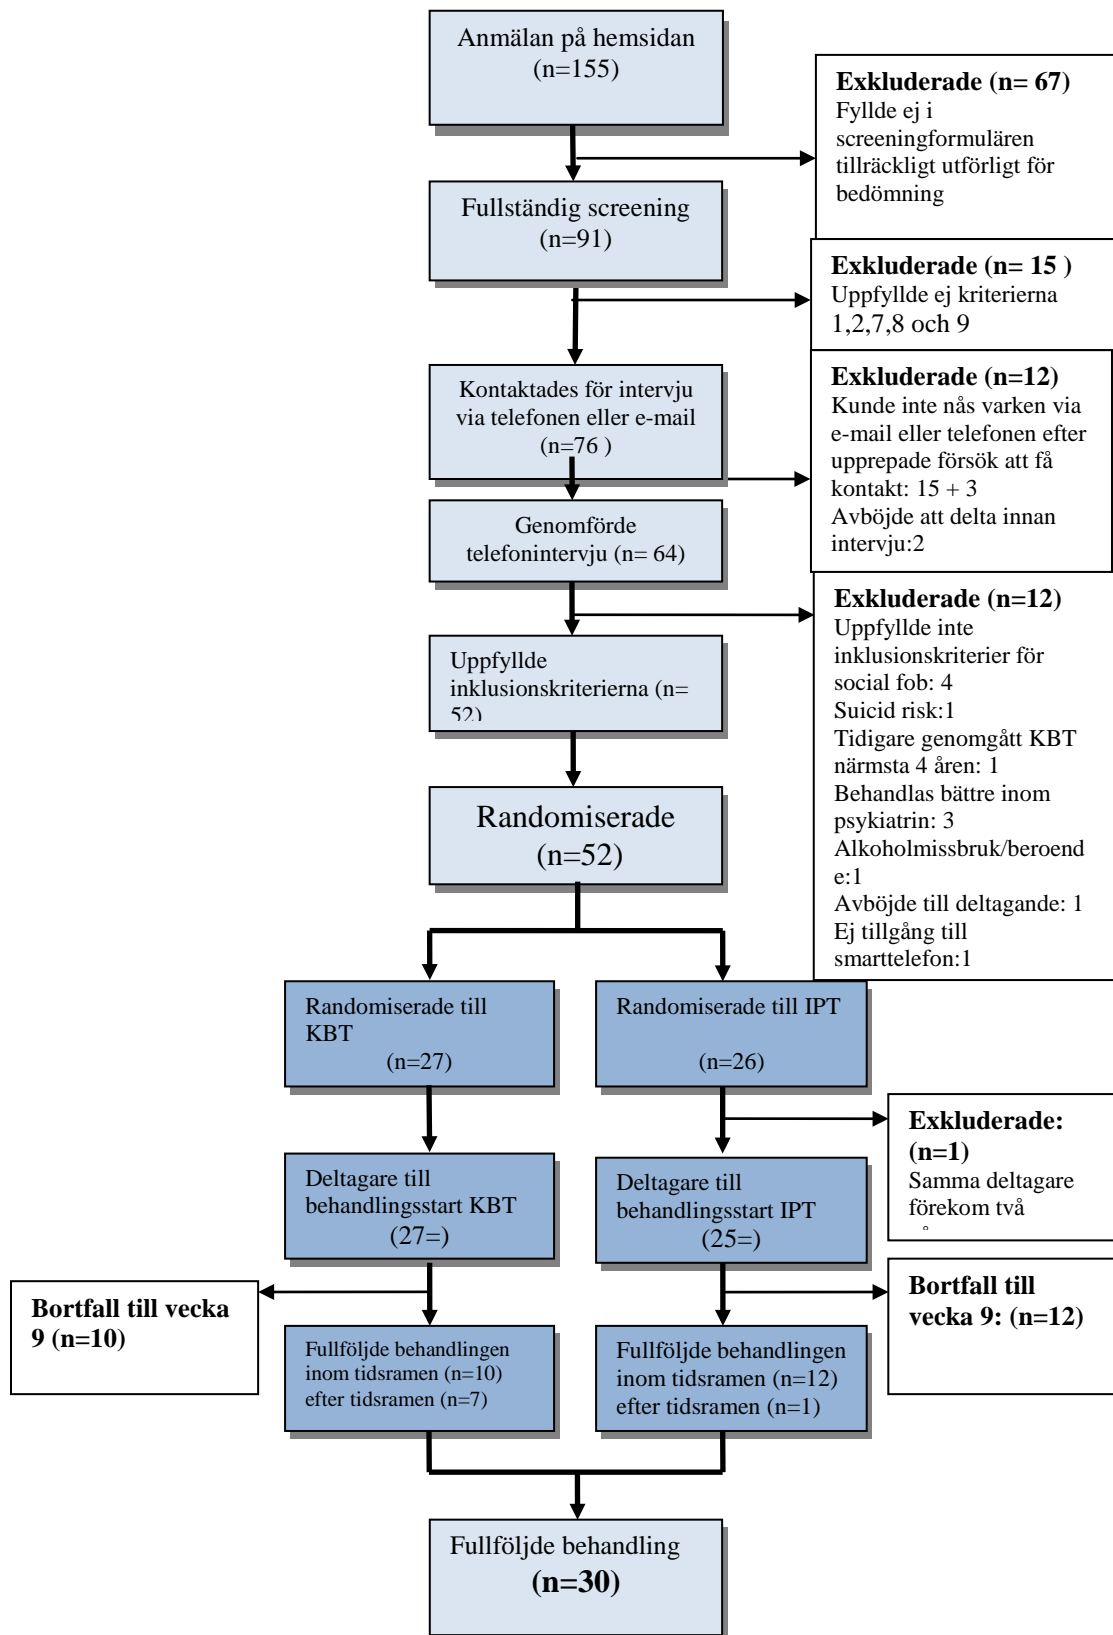 Anmälan på hemsidan
(n=155)
Exkluderade (n= 67)
Fyllde ej i
screeningformulären
tillräckligt utförligt för
bedömning
Fullständig screening
(n=91)
Exkluderade (n= 15 )
Uppfyllde ej kriterierna
1,2,7,8 och 9
Kontaktades för intervju
via telefonen eller e-mail
(n=76 )
Exkluderade (n=12)
Kunde inte nås varken via
e-mail eller telefonen efter
upprepade försök att få
kontakt: 15 + 3
Avböjde att delta innan
intervju:2
Genomförde
telefonintervju (n= 64)
Exkluderade (n=12)
Uppfyllde inte
inklusionskriterier för
social fob: 4
Suicid risk:1
Tidigare genomgått KBT
närmsta 4 åren: 1
Behandlas bättre inom
psykiatrin: 3
Alkoholmissbruk/beroend
e:1
Avböjde till deltagande: 1
Ej tillgång till
smarttelefon:1
Uppfyllde
inklusionskriterierna (n=
52)
Randomiserade
(n=52)
Randomiserade till
KBT
(n=27)
Randomiserade till IPT
(n=26)
Exkluderade:
(n=1)
Samma deltagare
förekom två
Deltagare till
behandlingsstart KBT
(27=)
Deltagare till
behandlingsstart IPT
(25=)
Bortfall till vecka
9 (n=10)
Bortfall till
vecka 9: (n=12)
Fullföljde behandlingen
inom tidsramen (n=10)
efter tidsramen (n=7)
Fullföljde behandlingen
inom tidsramen (n=12)
efter tidsramen (n=1)
Fullföljde behandling
(n=30)